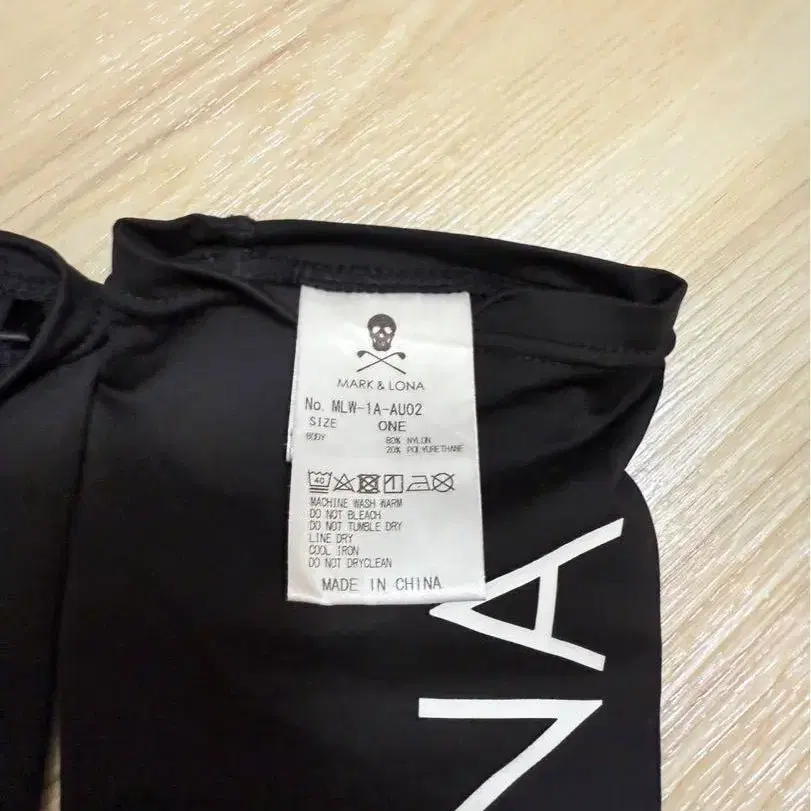 MARK & LONA
No. MLW-1A-AU02
SIZE ONE
BODY 80% NYLON
20% POLYURETHANE
40
MACHINE WASH WARM
DO NOT BLEACH
DO NOT TUMBLE DRY
LINE DRY
COOL IRON
DO NOT DRYCLEAN
MADE IN CHINA
NA